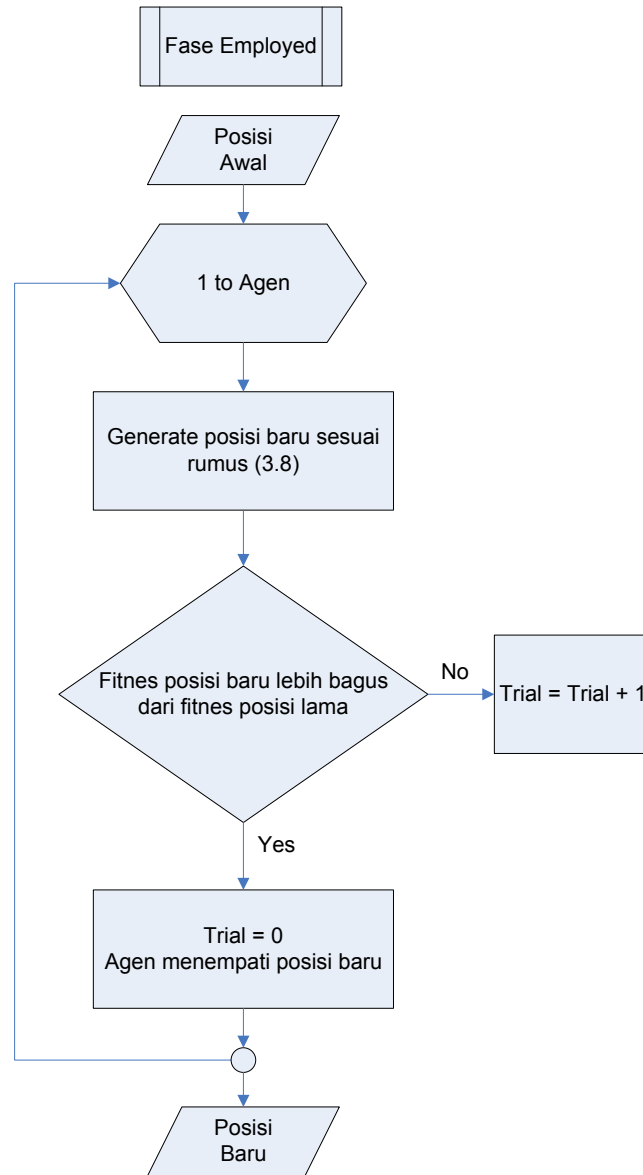 Fase Employed
Posisi
Awal
1 to Agen
Generate posisi baru sesuai
rumus (3.8)
Fitnes posisi baru lebih bagus
dari fitnes posisi lama
No
Trial = Trial + 1
Yes
Trial = 0
Agen menempati posisi baru
Posisi
Baru